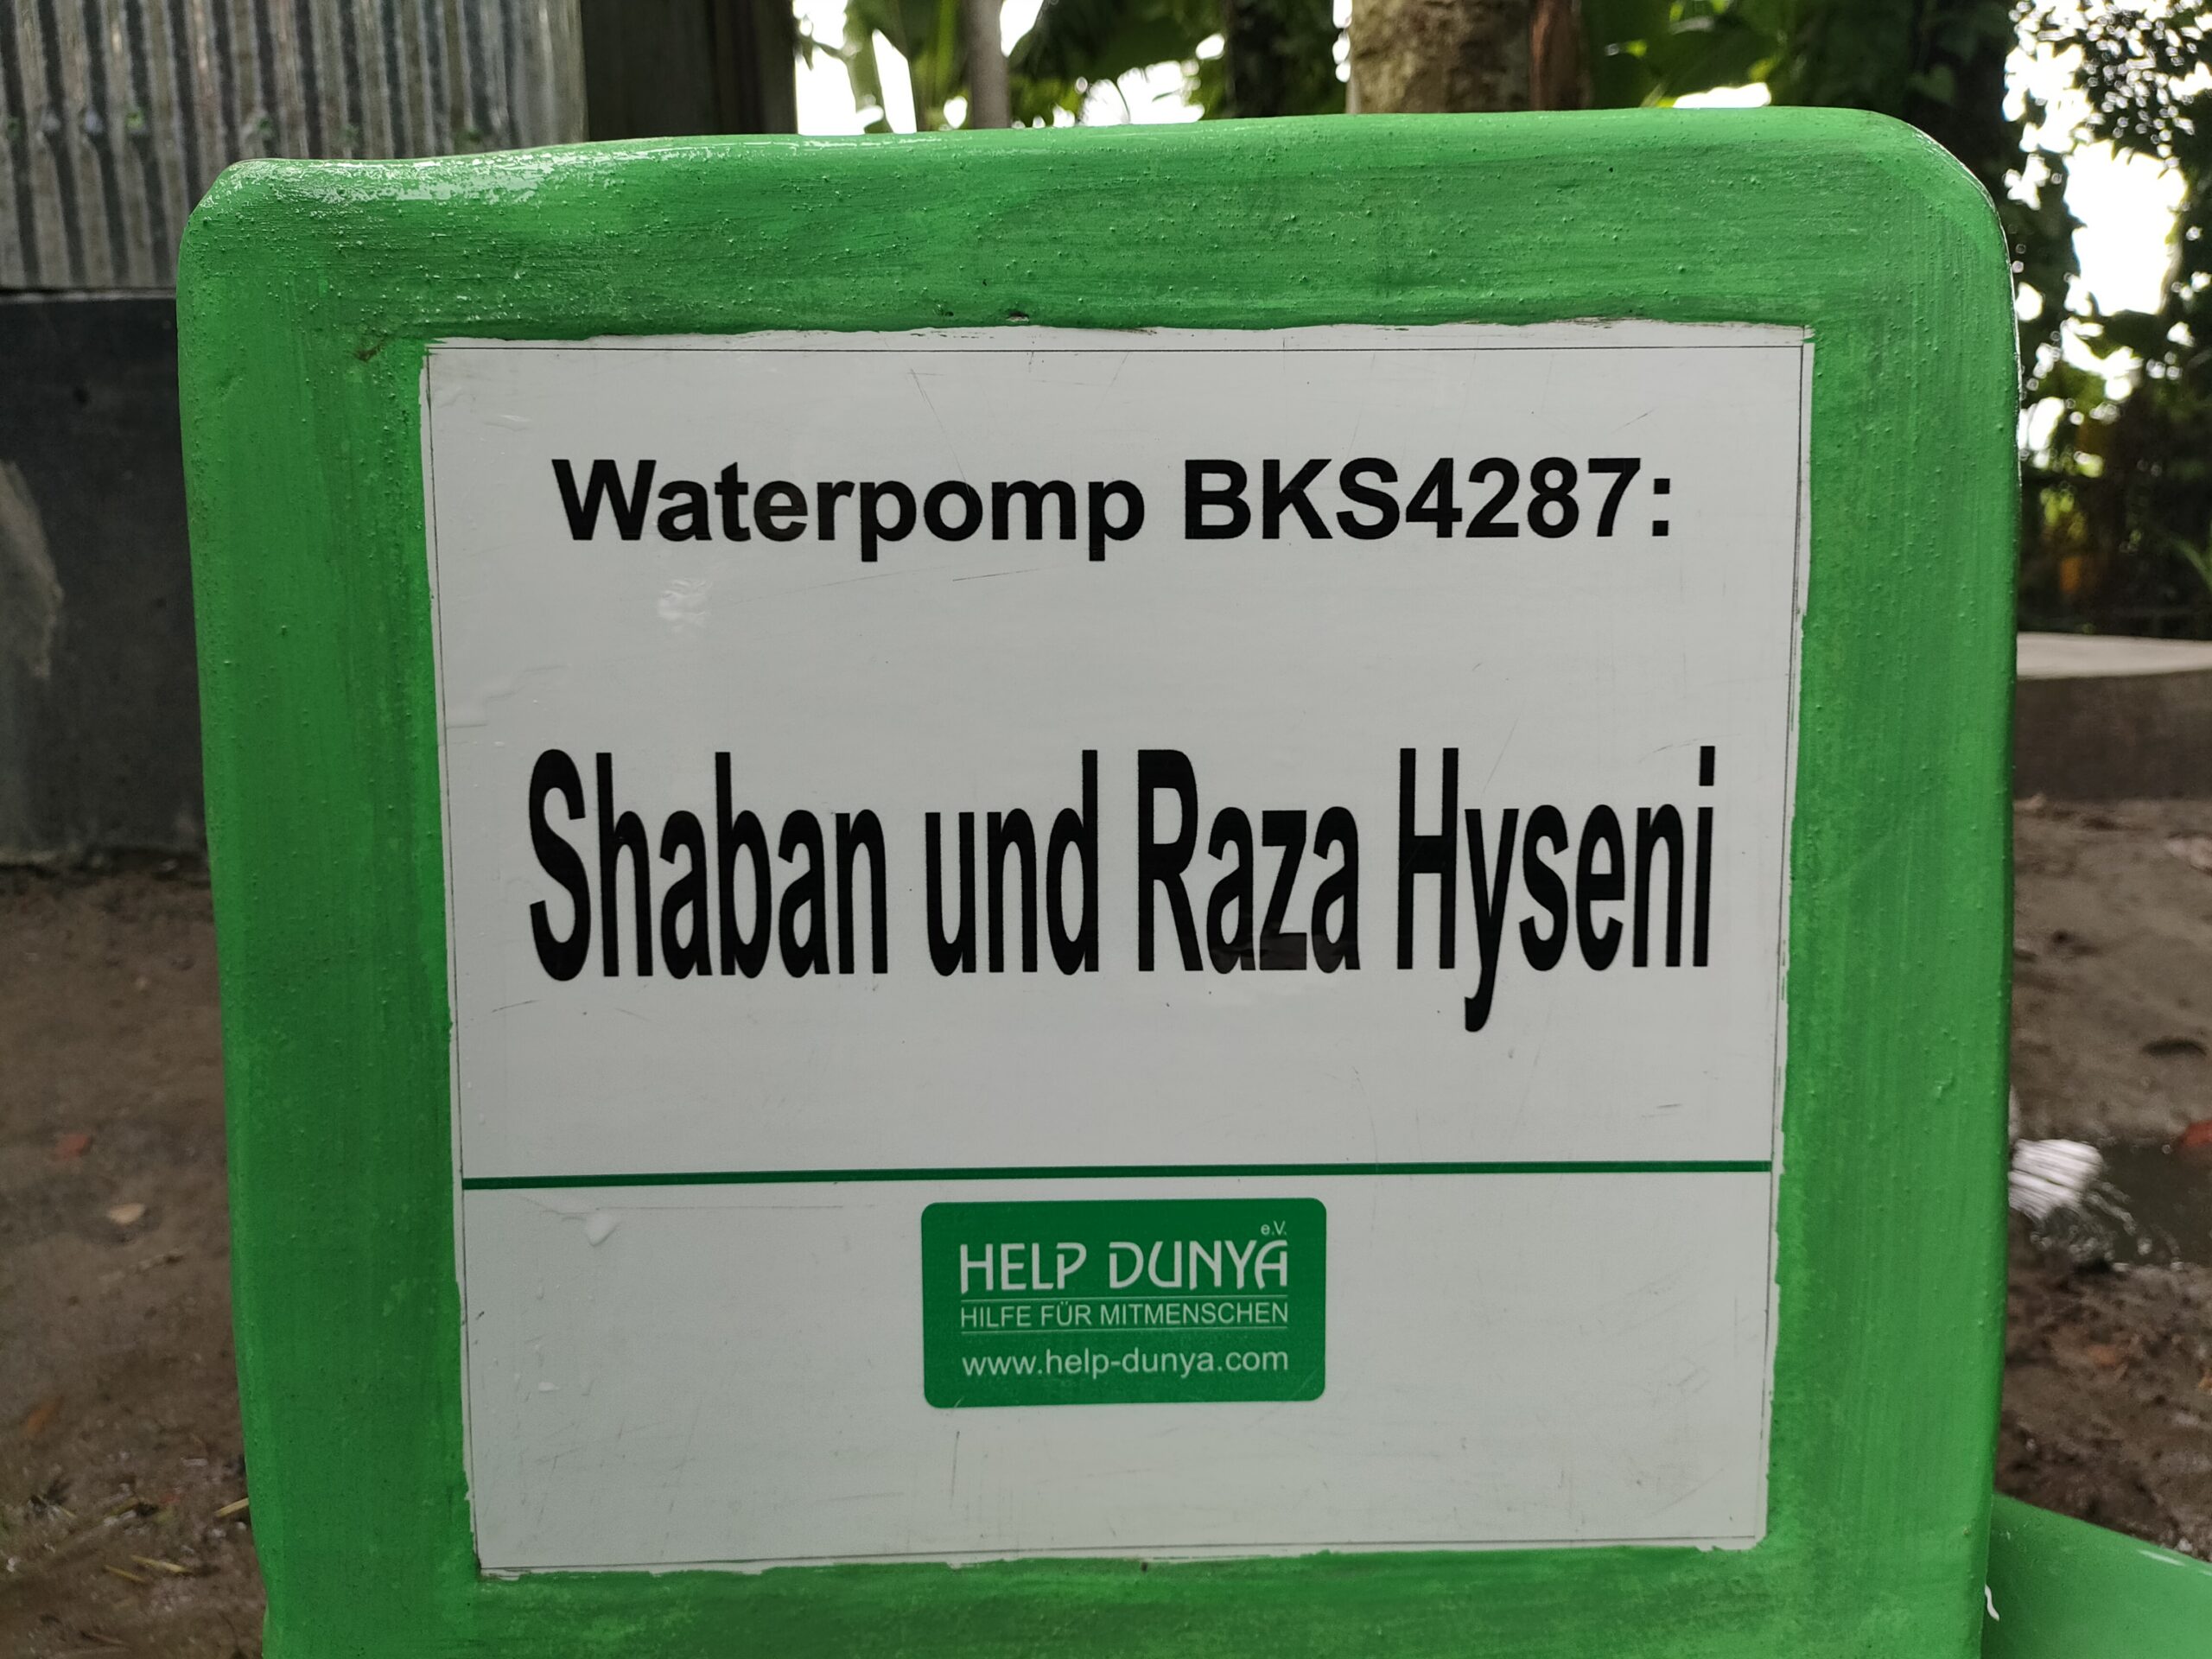 Waterpomp BKS4287:
Shaban und Raza Hyseni
e.V.
HELP DUNYA
HILFE FÜR MITMENSCHEN
www.help-dunya.com